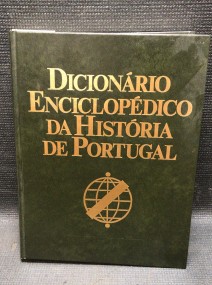 DICIONÁRIO
ENCICLOPÉDICO
DA HISTÓRIA
DE PORTUGAL